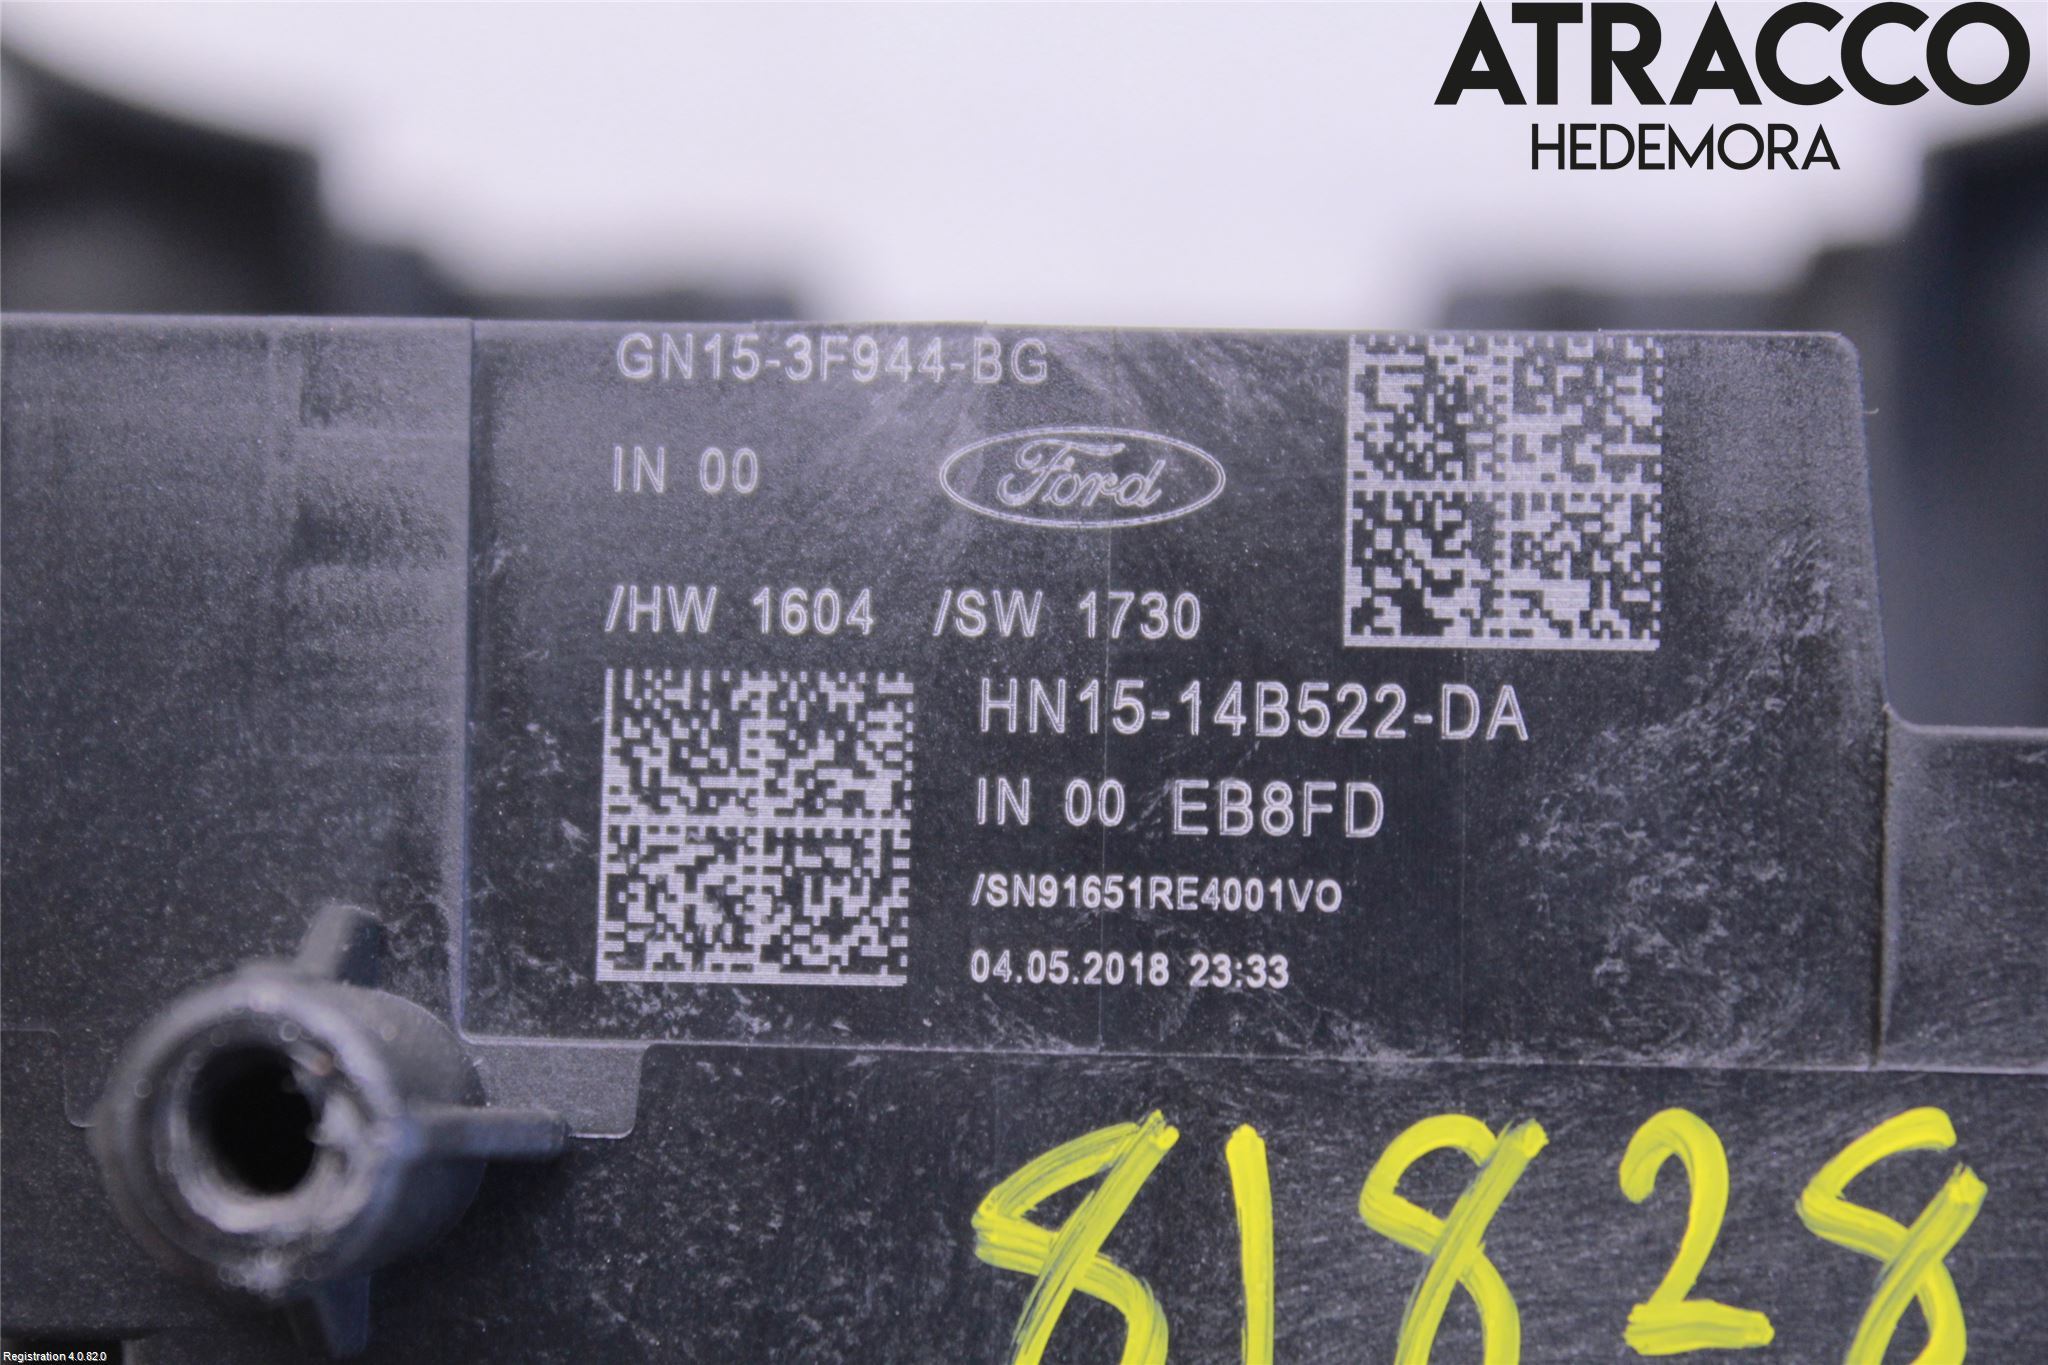 ATRACCO
HEDEMORA
GN15-3F944-BG
IN 00
Ford
/HW 1604 /SW 1730
HN15-14B522-DA
IN 00 EB8FD
/SN91651RE4001VO
04.05.2018 23:33
81828
Registration 4.0.82.0